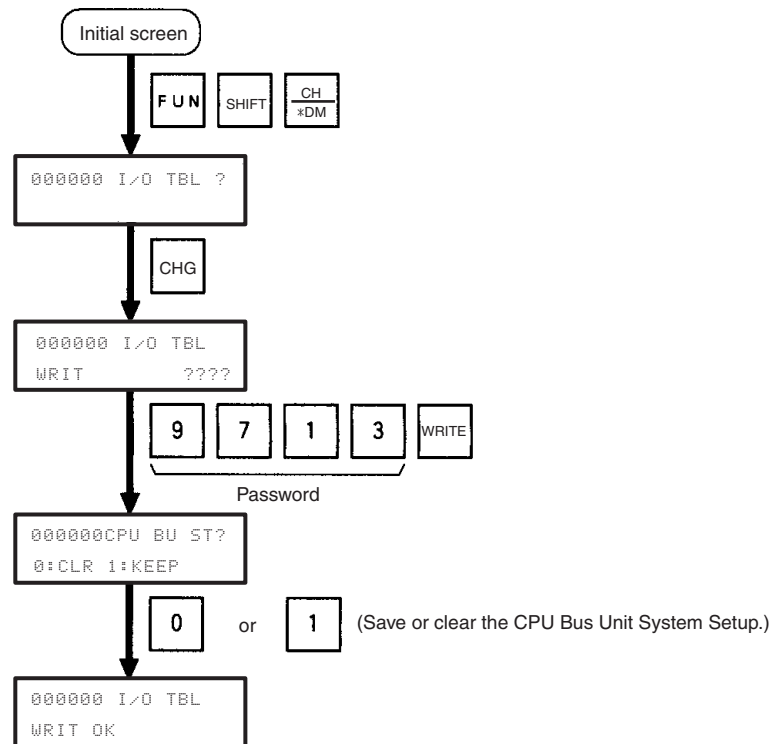 Initial screen
FUN SHIFT CH
*DM
000000 I/O TBL ?
CHG
000000 I/O TBL
WRIT ????
9 7 1 3 WRITE
Password
000000CPU BU ST?
0:CLR 1:KEEP
0 or 1 (Save or clear the CPU Bus Unit System Setup.)
000000 I/O TBL
WRIT OK